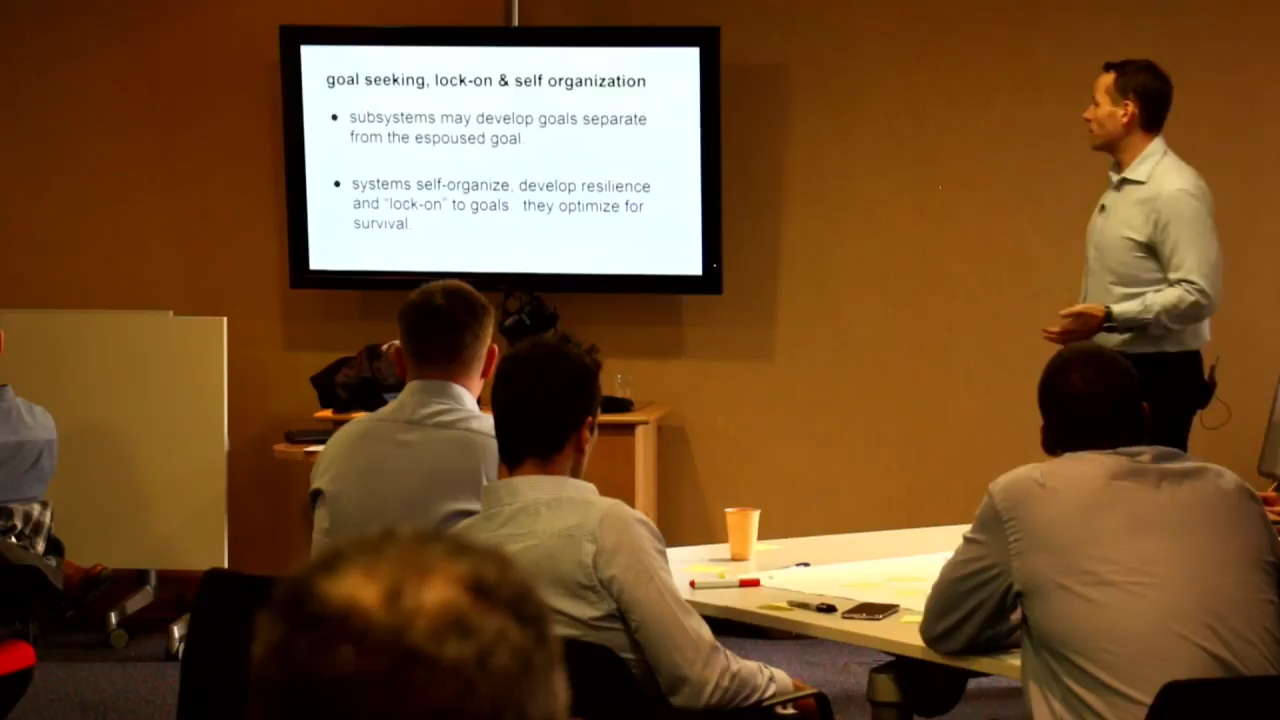 goal seeking, lock-on & self organization
• subsystems may develop goals separate
from the espoused goal.
• systems self-organize, develop resilience
and "lock-on" to goals. they optimize for
survival.